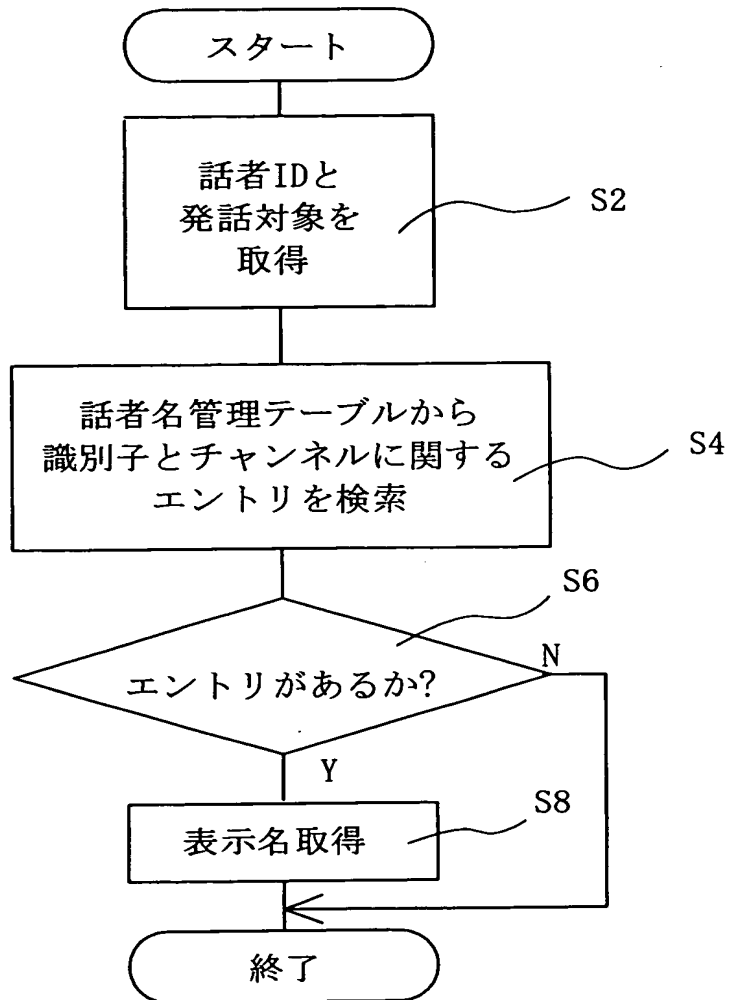 スタート
話者IDと
発話対象を
取得
S2
話者名管理テーブルから
識別子とチャンネルに関する
エントリを検索
S4
S6
エントリがあるか?
N
Y
S8
表示名取得
終了